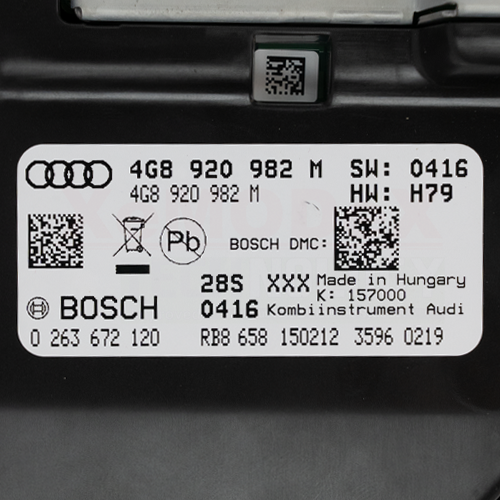 4G8 920 982 M SW: 0416
4G8 920 982 M HW: H79
Pb
BOSCH DMC:
28S XXX Made in Hungary
K: 157000
BOSCH 0416 Kombiinstrument Audi
0 263 672 120 RB8 658 150212 3596 0219